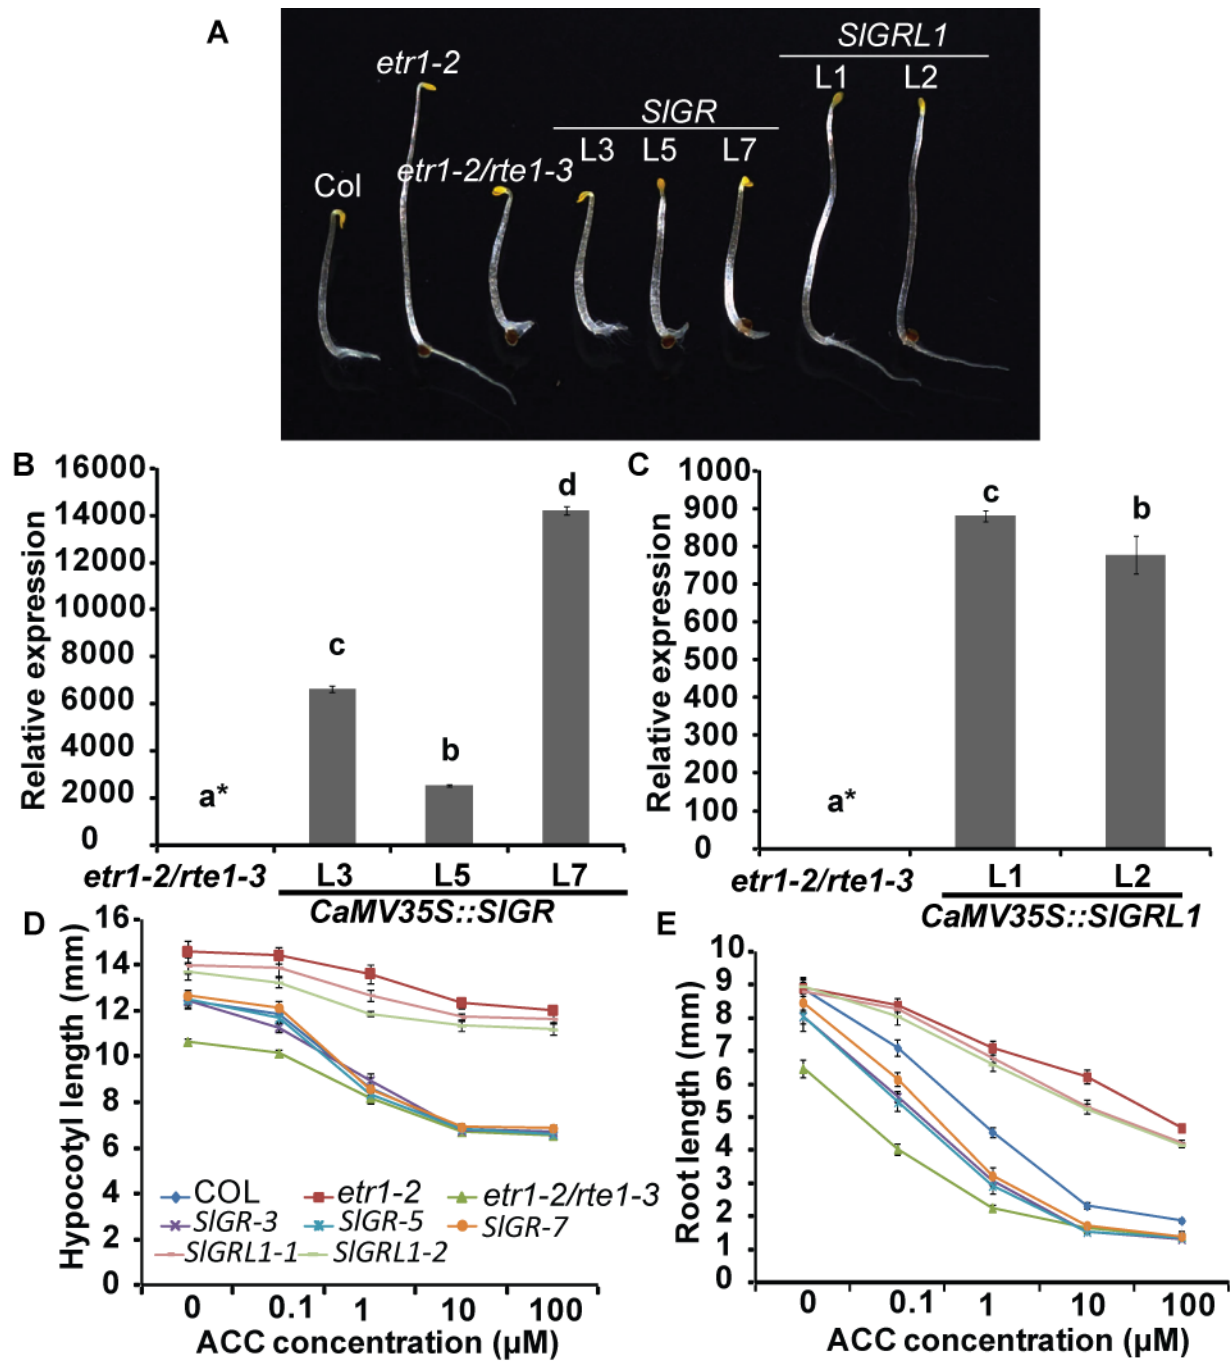 A
etr1-2
SlGRL1
L1 L2
SlGR
L3 L5 L7
etr1-2/rte1-3
Col
B
Relative expression
16000
14000
12000
10000
8000
6000
4000
2000
0
a*
c
b
d
etr1-2/rte1-3 L3 L5 L7
CaMV35S::SlGR
C
Relative expression
1000
900
800
700
600
500
400
300
200
100
0
a*
c
b
etr1-2/rte1-3 L1 L2
CaMV35S::SlGRL1
D
Hypocotyl length (mm)
16
14
12
10
8
6
4
2
0
COL etr1-2 etr1-2/rte1-3
SlGR-3 SlGR-5 SlGR-7
SlGRL1-1 SlGRL1-2
0 0.1 1 10 100
ACC concentration (µM)
E
Root length (mm)
10
9
8
7
6
5
4
3
2
1
0
0 0.1 1 10 100
ACC concentration (µM)